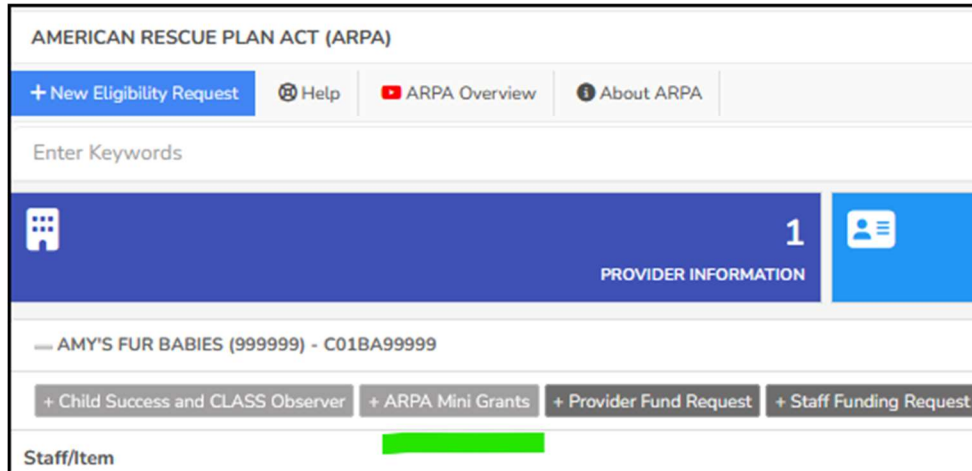 AMERICAN RESCUE PLAN ACT (ARPA)
+ New Eligibility Request Help ARPA Overview About ARPA
Enter Keywords
1
PROVIDER INFORMATION
AMY'S FUR BABIES (999999) - C01BA99999
+ Child Success and CLASS Observer + ARPA Mini Grants + Provider Fund Request + Staff Funding Request
Staff/Item